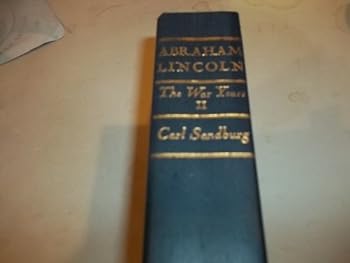 ABRAHAM
LINCOLN
The War Years
II
Carl Sandburg